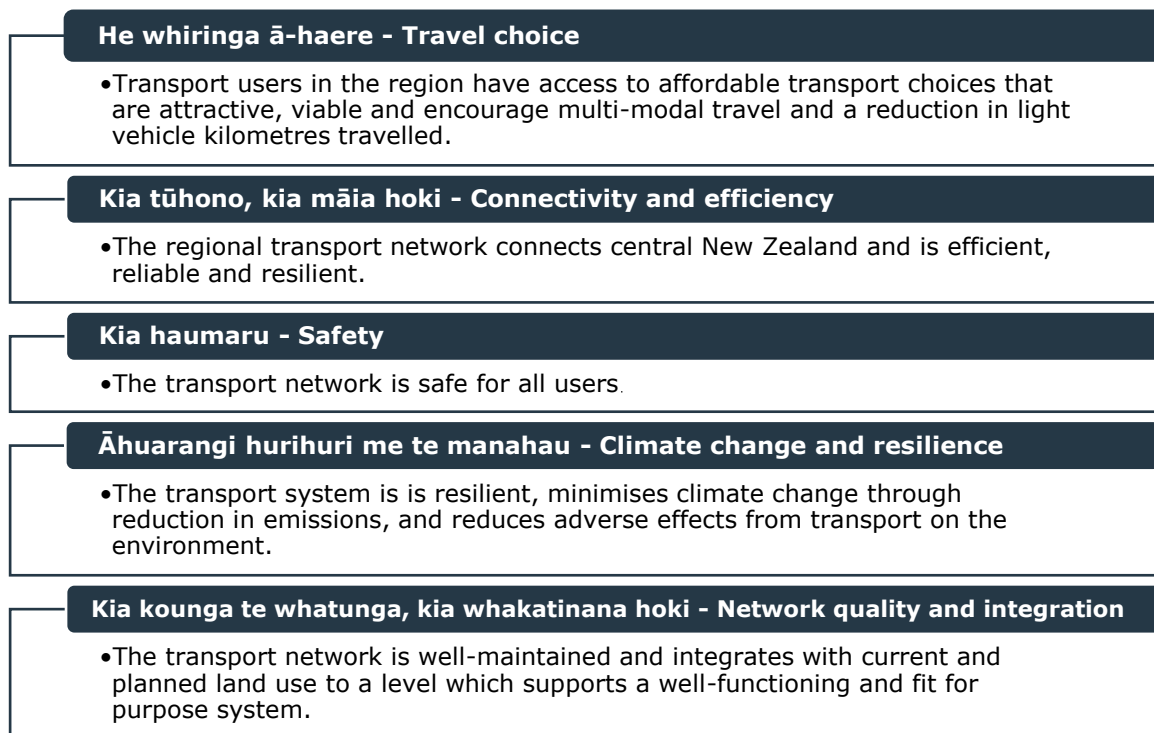 He whiringa ā-haere - Travel choice
•Transport users in the region have access to affordable transport choices that
are attractive, viable and encourage multi-modal travel and a reduction in light
vehicle kilometres travelled.
Kia tūhono, kia māia hoki - Connectivity and efficiency
•The regional transport network connects central New Zealand and is efficient,
reliable and resilient.
Kia haumaru - Safety
•The transport network is safe for all users.
Āhuarangi hurihuri me te manahau - Climate change and resilience
•The transport system is is resilient, minimises climate change through
reduction in emissions, and reduces adverse effects from transport on the
environment.
Kia kounga te whatunga, kia whakatinana hoki - Network quality and integration
•The transport network is well-maintained and integrates with current and
planned land use to a level which supports a well-functioning and fit for
purpose system.